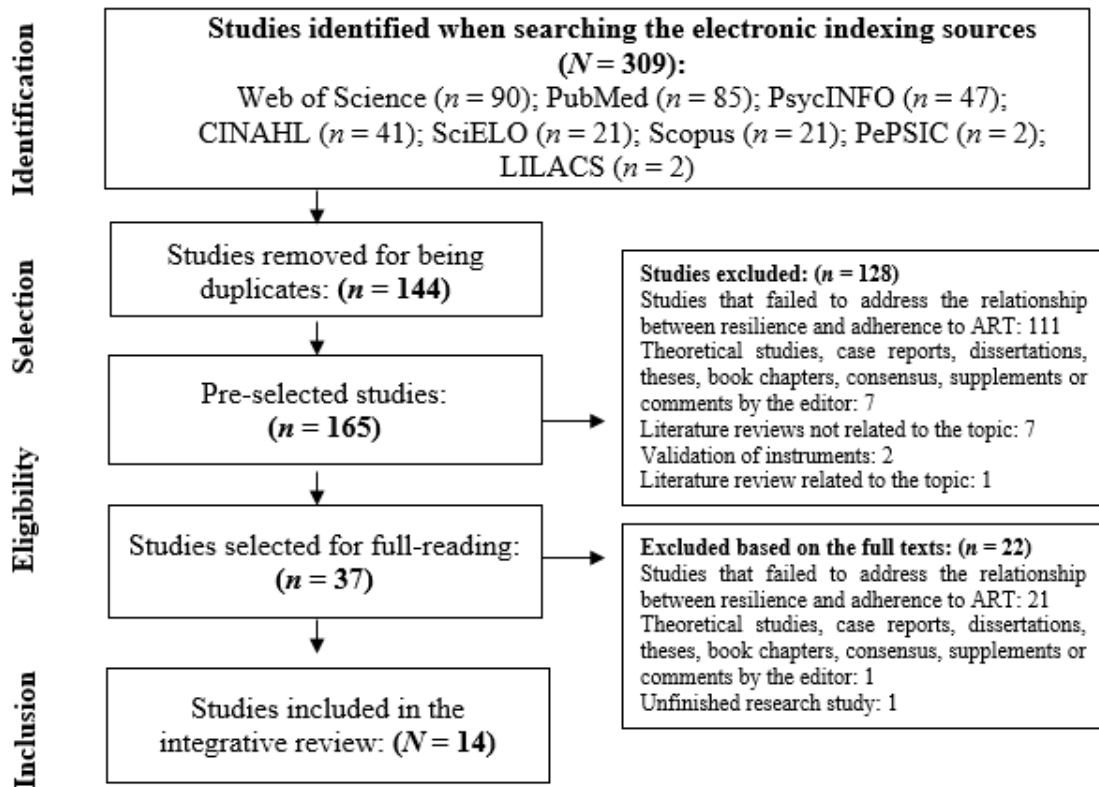 Identification
Studies identified when searching the electronic indexing sources
(N = 309):
Web of Science (n = 90); PubMed (n = 85); PsycINFO (n = 47);
CINAHL (n = 41); SciELO (n = 21); Scopus (n = 21); PePSIC (n = 2);
LILACS (n = 2)
Selection
Studies removed for being
duplicates: (n = 144)
Pre-selected studies:
(n = 165)
Studies excluded: (n = 128)
Studies that failed to address the relationship
between resilience and adherence to ART: 111
Theoretical studies, case reports, dissertations,
theses, book chapters, consensus, supplements or
comments by the editor: 7
Literature reviews not related to the topic: 7
Validation of instruments: 2
Literature review related to the topic: 1
Eligibility
Studies selected for full-reading:
(n = 37)
Excluded based on the full texts: (n = 22)
Studies that failed to address the relationship
between resilience and adherence to ART: 21
Theoretical studies, case reports, dissertations,
theses, book chapters, consensus, supplements or
comments by the editor: 1
Unfinished research study: 1
Inclusion
Studies included in the
integrative review: (N = 14)